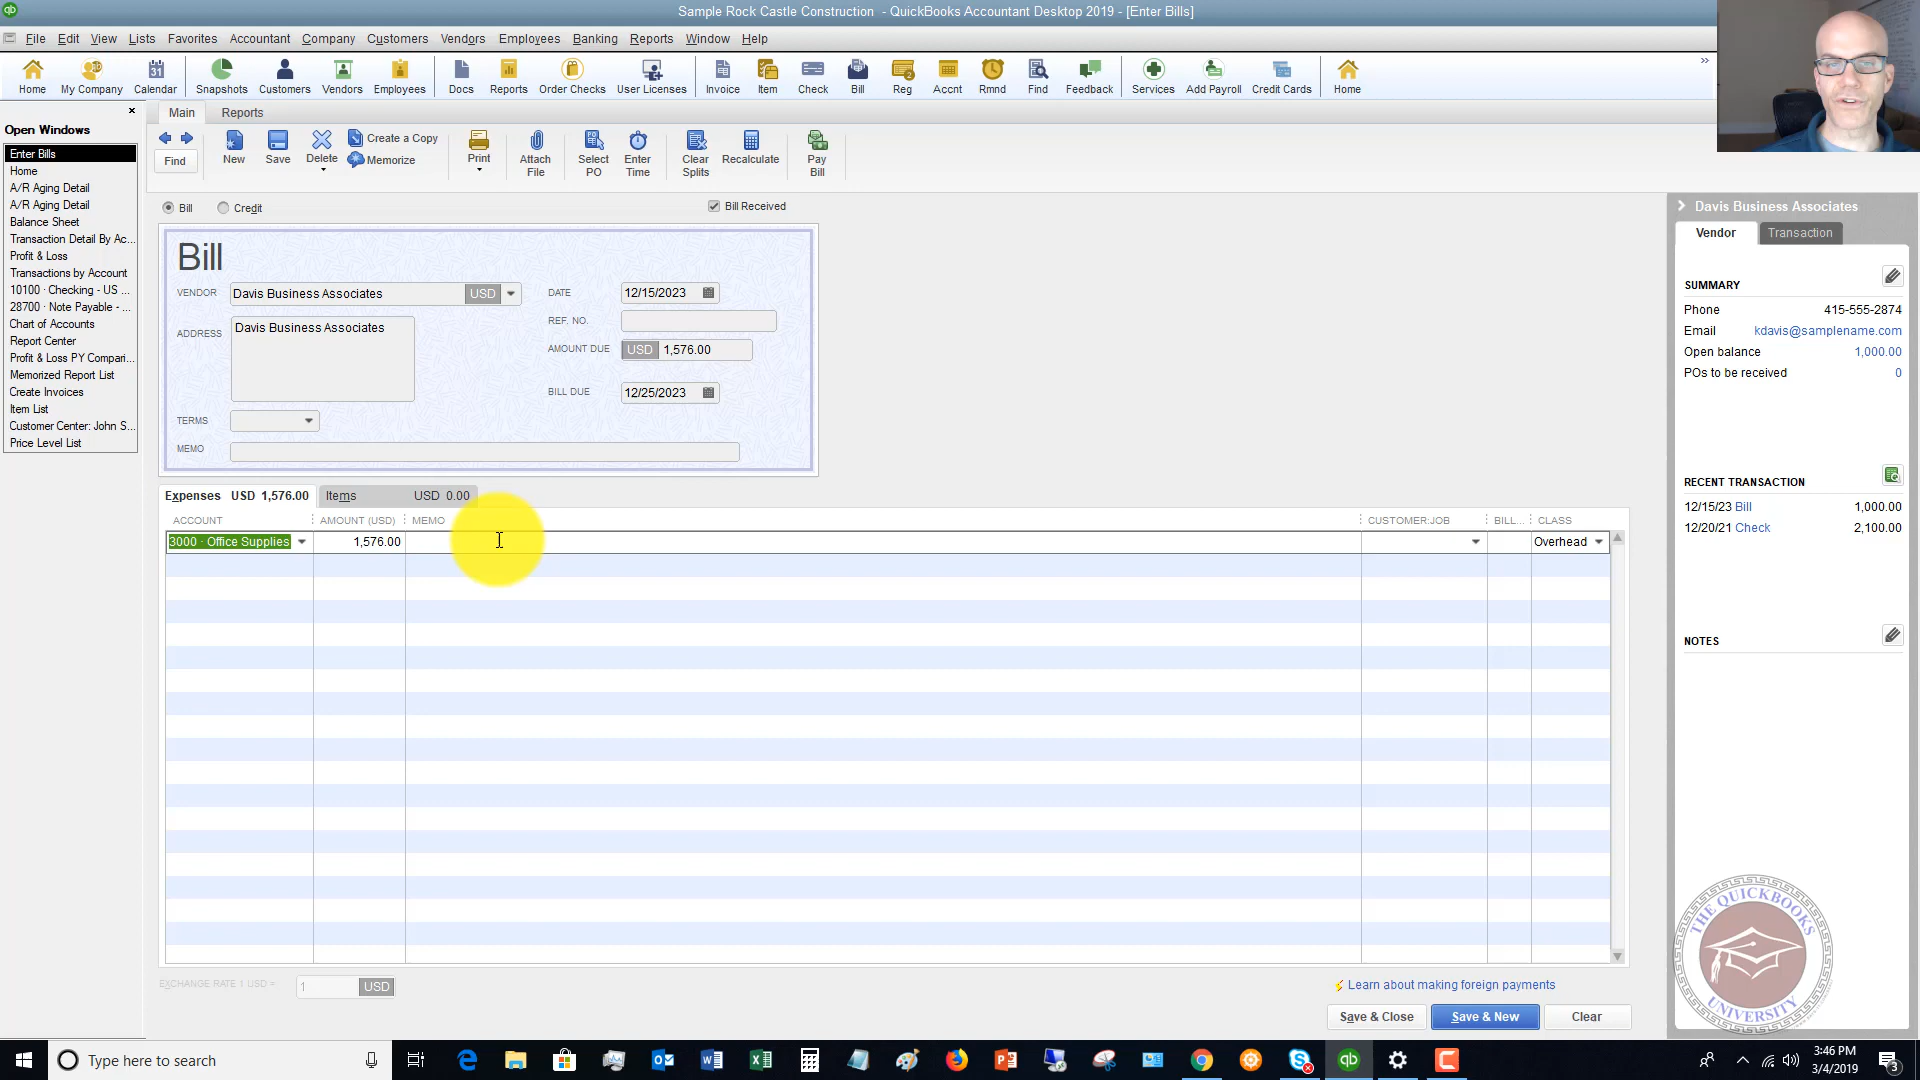 Sample Rock Castle Construction - QuickBooks Accountant Desktop 2019 - [Enter Bills]
File Edit View Lists Favorites Accountant Company Customers Vendors Employees Banking Reports Window Help
Home My Company Calendar Snapshots Customers Vendors Employees Docs Reports Order Checks User Licenses Invoice Item Check Bill Reg Accnt Rmnd Find Feedback Services Add Payroll Credit Cards Home
31
Open Windows
Enter Bills
Home
A/R Aging Detail
A/R Aging Detail
Balance Sheet
Transaction Detail By Ac...
Profit & Loss
Transactions by Account
10100 · Checking - US ...
28700 · Note Payable - ...
Chart of Accounts
Report Center
Profit & Loss PY Compari...
Memorized Report List
Create Invoices
Item List
Customer Center: John S...
Price Level List
Main Reports
Find New Save Delete Create a Copy
Memorize
Print Attach File Select PO Enter Time Clear Splits Recalculate Pay Bill
Bill Credit Bill Received
Bill
VENDOR Davis Business Associates USD
DATE 12/15/2023
ADDRESS Davis Business Associates
REF. NO.
AMOUNT DUE USD 1,576.00
BILL DUE 12/25/2023
TERMS
MEMO
Expenses USD 1,576.00 Items USD 0.00
ACCOUNT AMOUNT (USD) MEMO CUSTOMER:JOB BILL... CLASS
3000 · Office Supplies 1,576.00 Overhead
EXCHANGE RATE 1 USD = 1 USD
Learn about making foreign payments
Save & Close Save & New Clear
Davis Business Associates
Vendor Transaction
SUMMARY
Phone 415-555-2874
Email kdavis@samplename.com
Open balance 1,000.00
POs to be received 0
RECENT TRANSACTION
12/15/23 Bill 1,000.00
12/20/21 Check 2,100.00
NOTES
THE QUICKBOOKS UNIVERSITY
Type here to search
3:46 PM
3/4/2019
3